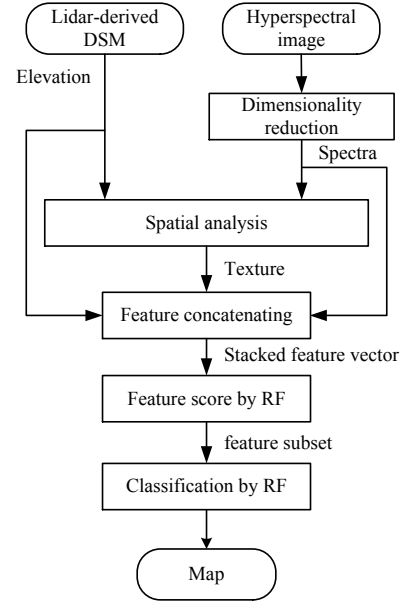 Lidar-derived
DSM
Hyperspectral
image
Elevation
Dimensionality
reduction
Spectra
Spatial analysis
Texture
Feature concatenating
Stacked feature vector
Feature score by RF
feature subset
Classification by RF
Map